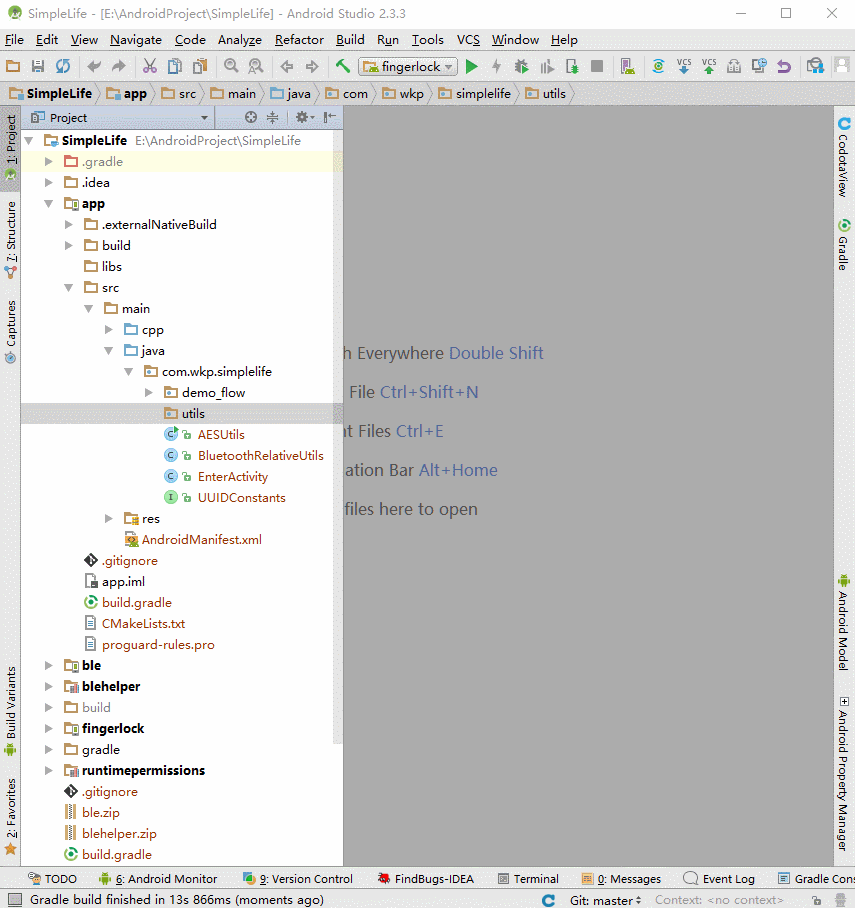 SimpleLife - [E:\AndroidProject\SimpleLife] - Android Studio 2.3.3
File Edit View Navigate Code Analyze Refactor Build Run Tools VCS Window Help
fingerlock VCS VCS
SimpleLife app src main java com wkp simplelife utils
1: Project
7: Structure
Captures
Build Variants
2: Favorites
Project
SimpleLife E:\AndroidProject\SimpleLife
.gradle
.idea
app
.externalNativeBuild
build
libs
src
main
cpp
java
com.wkp.simplelife
demo_flow
utils
AESUtils
BluetoothRelativeUtils
EnterActivity
UUIDConstants
res
AndroidManifest.xml
.gitignore
app.iml
build.gradle
CMakeLists.txt
proguard-rules.pro
ble
blehelper
build
fingerlock
gradle
runtimepermissions
.gitignore
ble.zip
blehelper.zip
build.gradle
h Everywhere Double Shift
File Ctrl+Shift+N
nt Files Ctrl+E
ation Bar Alt+Home
files here to open
CodotaView
Gradle
Android Model
Android Property Manager
TODO 6: Android Monitor 9: Version Control FindBugs-IDEA Terminal 0: Messages Event Log Gradle Cons
Gradle build finished in 13s 866ms (moments ago) Git: master Context: <no context>